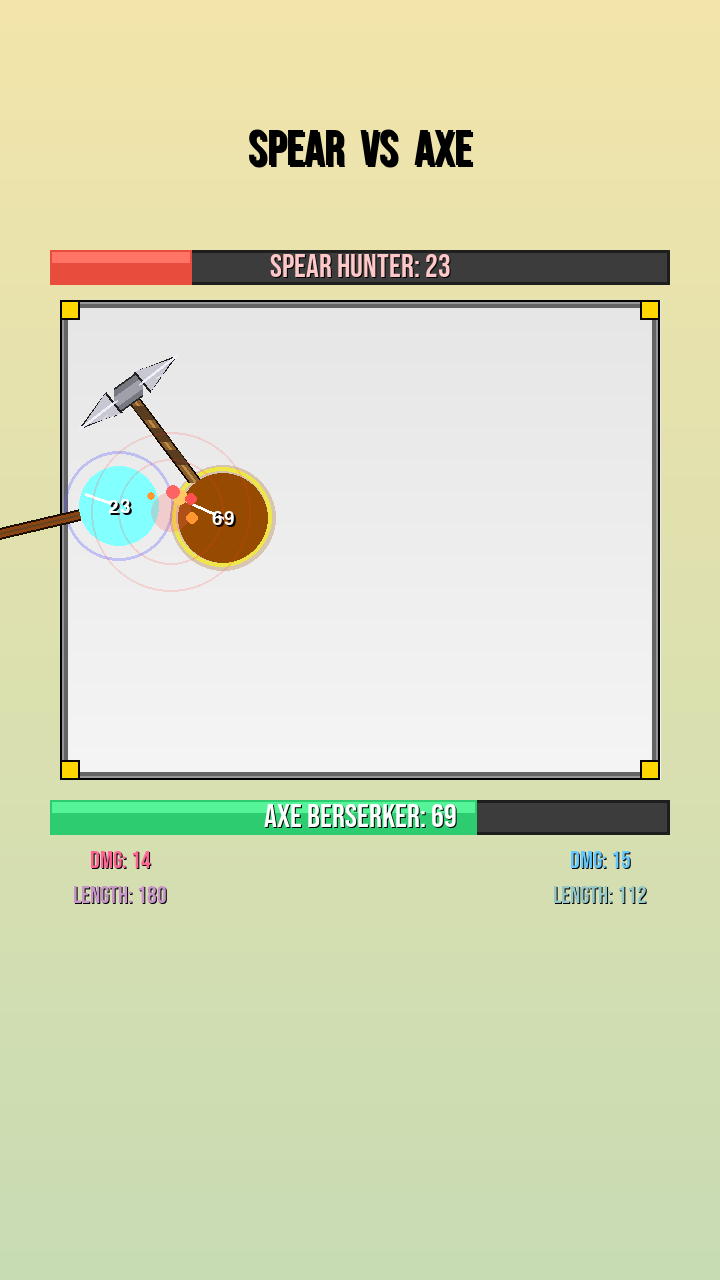 SPEAR VS AXE
SPEAR HUNTER: 23
23
69
AXE BERSERKER: 69
DMG: 14
DMG: 15
LENGTH: 180
LENGTH: 112